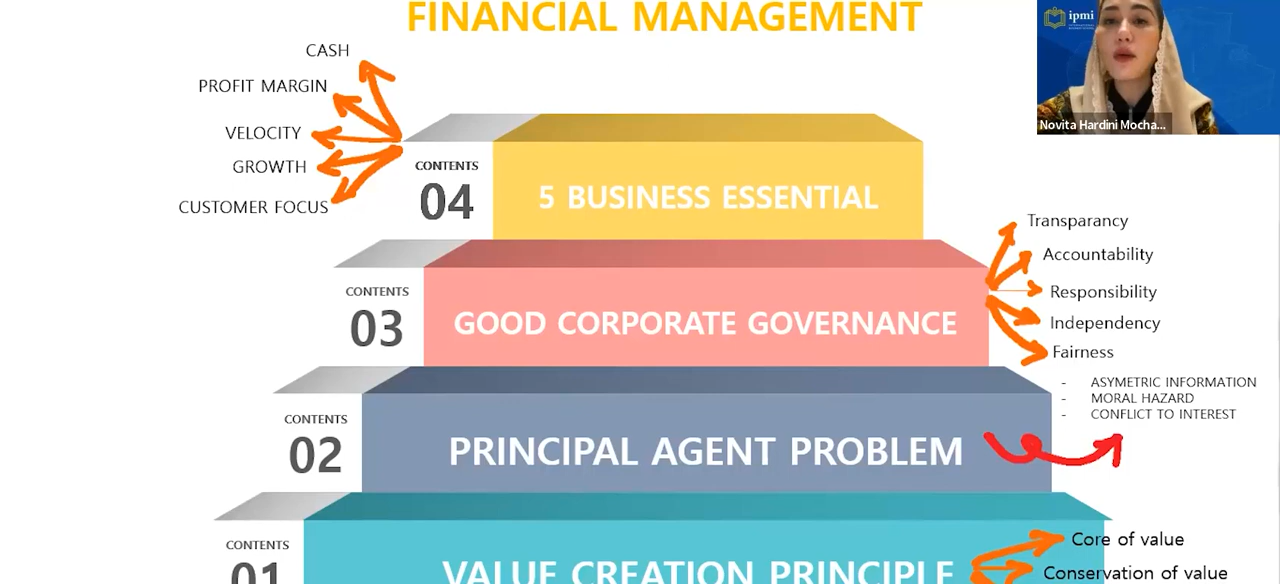 FINANCIAL MANAGEMENT
ipmi
Novita Hardini Mocha...
CASH
PROFIT MARGIN
VELOCITY
GROWTH
CUSTOMER FOCUS
CONTENTS
04
5 BUSINESS ESSENTIAL
Transparancy
Accountability
Responsibility
Independency
Fairness
CONTENTS
03
GOOD CORPORATE GOVERNANCE
- ASYMETRIC INFORMATION
- MORAL HAZARD
- CONFLICT TO INTEREST
CONTENTS
02
PRINCIPAL AGENT PROBLEM
CONTENTS
01
VALUE CREATION PRINCIPLE
Core of value
Conservation of value